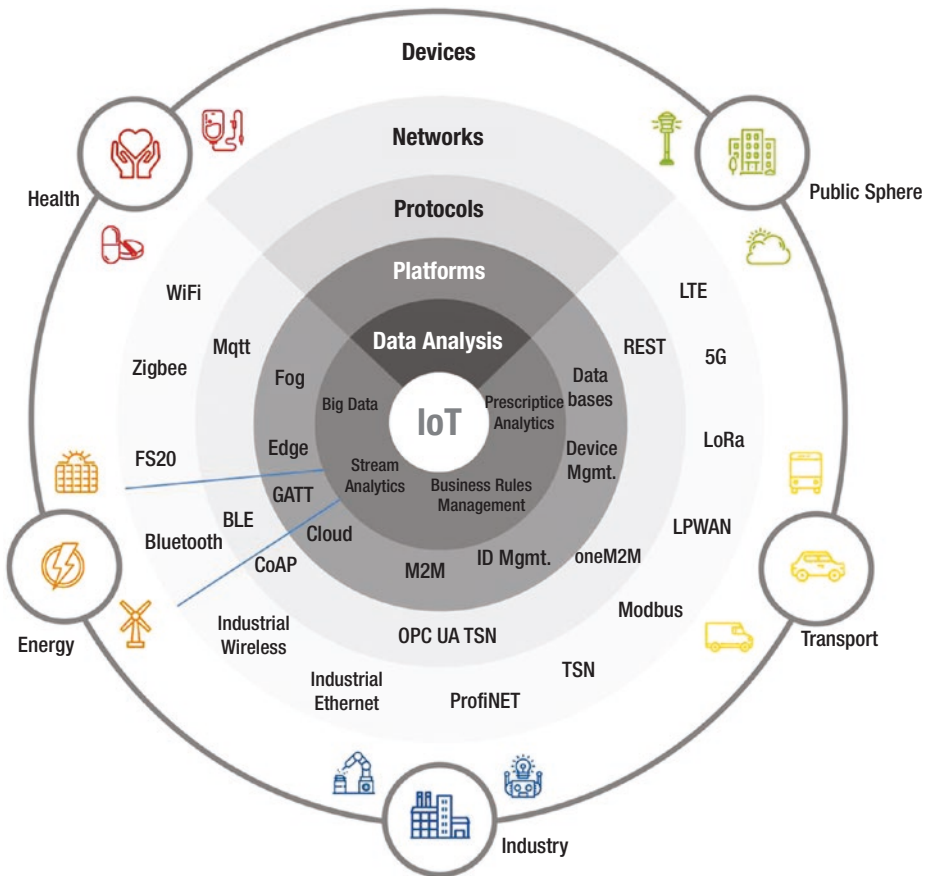 Devices
Networks
Health
Public Sphere
Protocols
Platforms
WiFi
LTE
Data Analysis
Mqtt
REST
Zigbee
5G
Fog
Data
bases
Big Data
IoT
Prescriptice
Analytics
LoRa
Edge
Device
Mgmt.
FS20
Stream
Analytics
Business Rules
Management
GATT
BLE
Cloud
LPWAN
Bluetooth
CoAP
M2M
ID Mgmt.
oneM2M
Modbus
Energy
Industrial
Wireless
OPC UA TSN
Transport
Industrial
Ethernet
ProfiNET
TSN
Industry